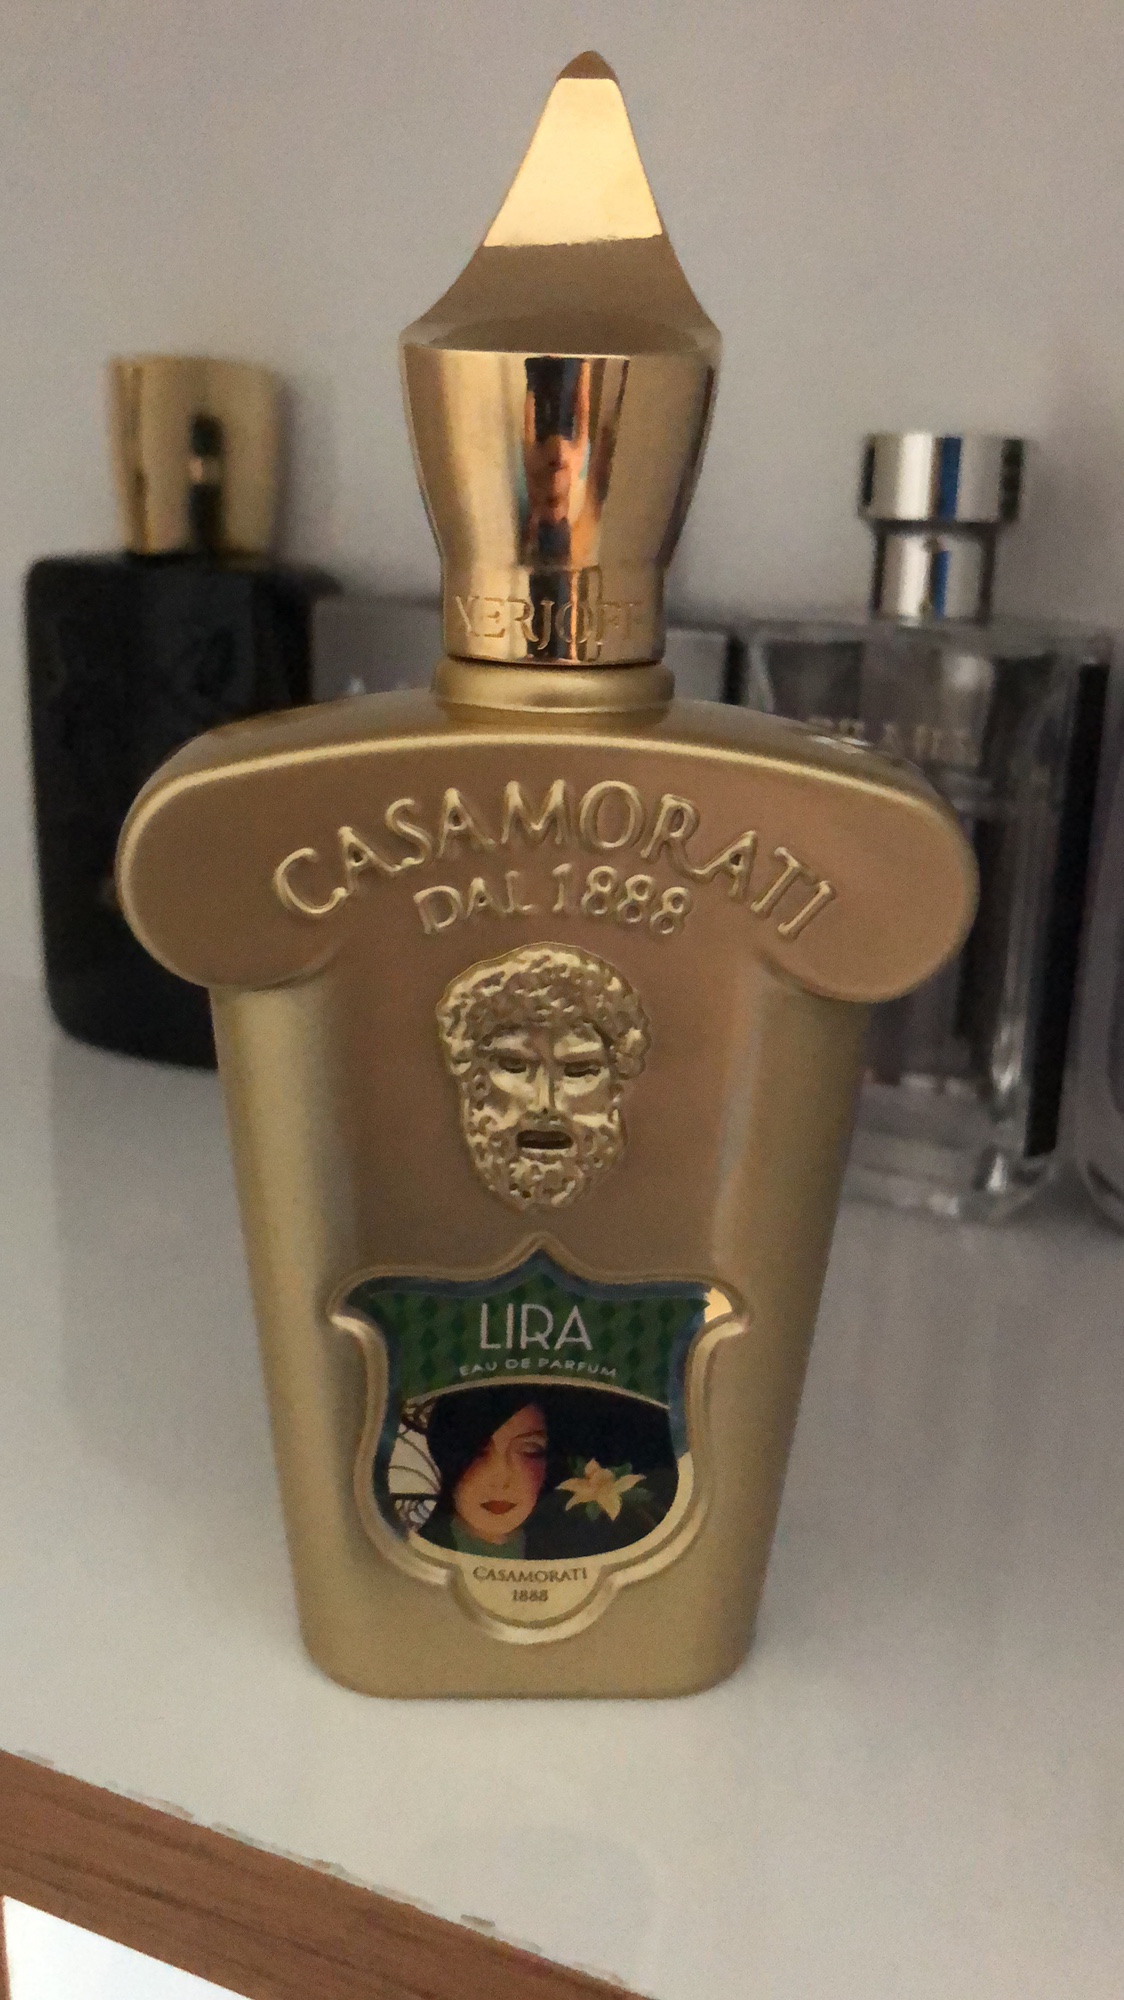 XERJOFF
CASAMORATI
DAL 1888
LIRA
EAU DE PARFUM
CASAMORATI
1888